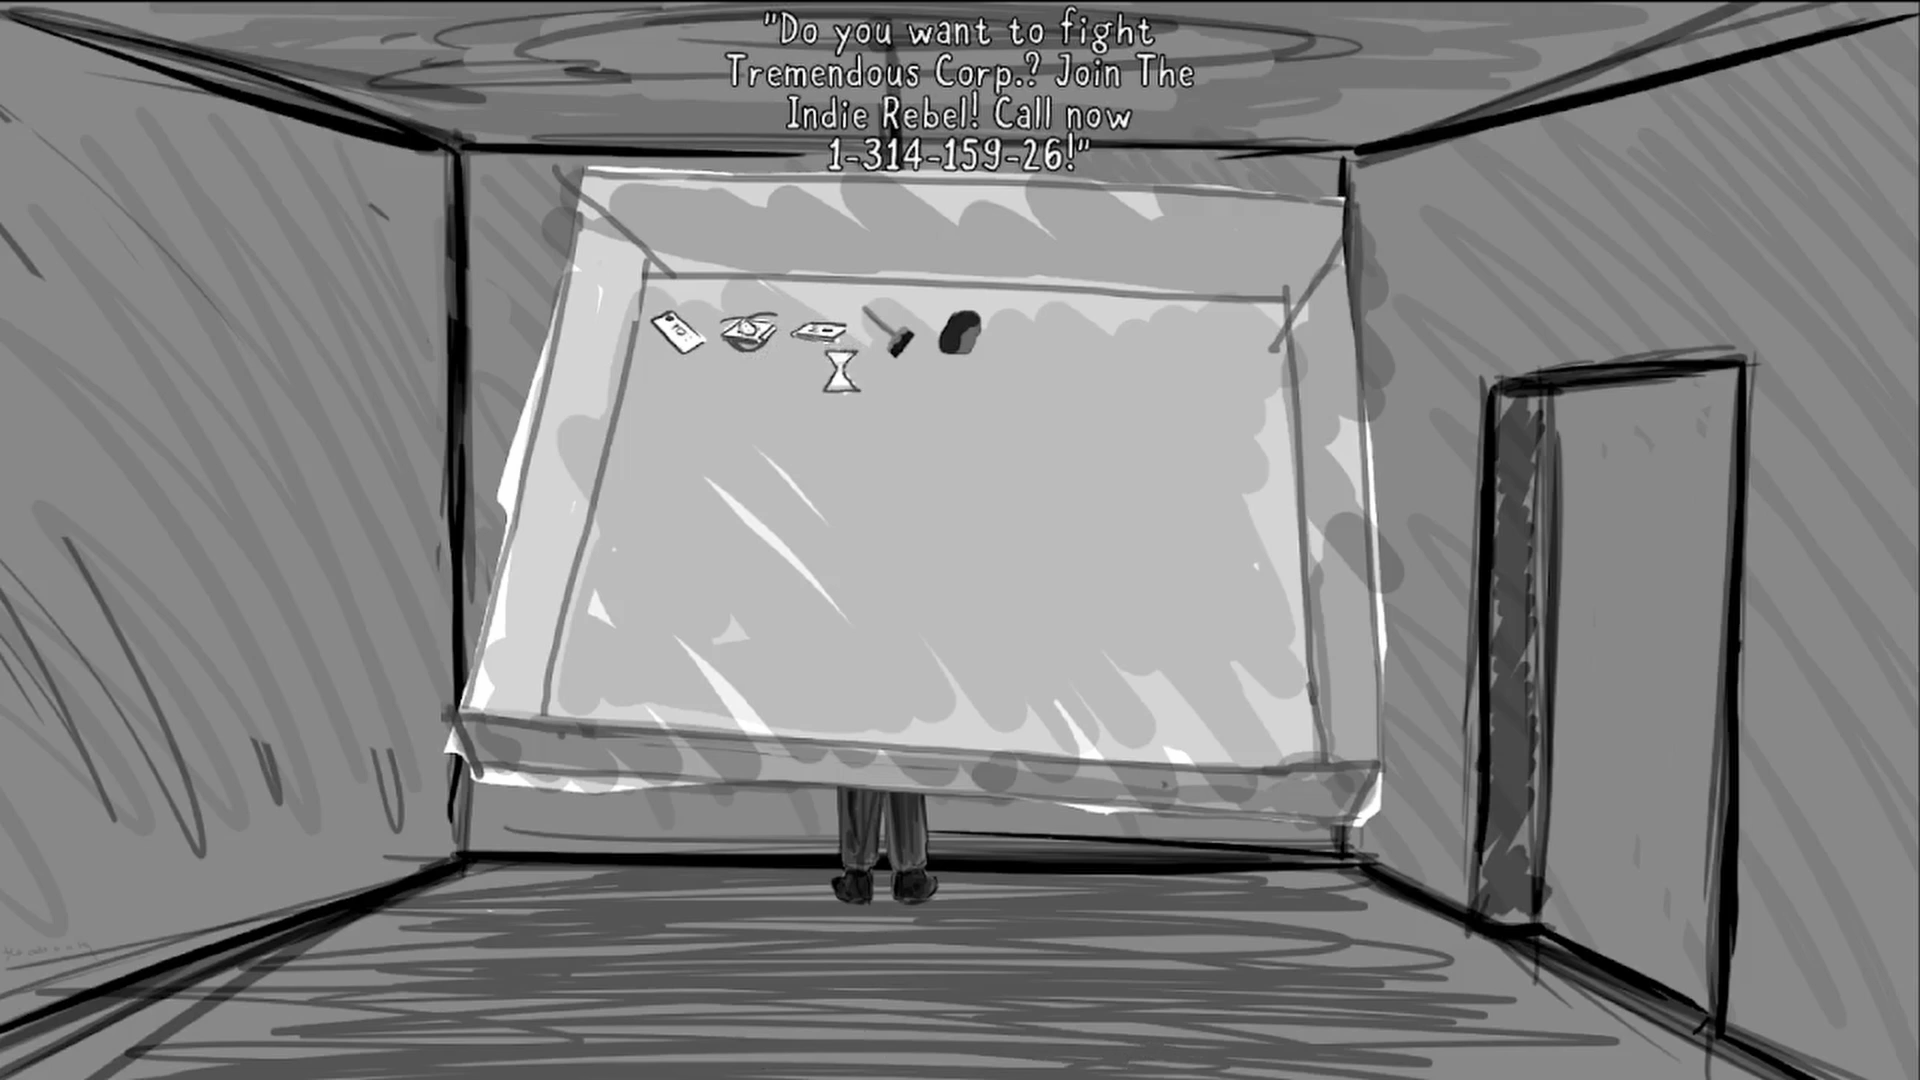 "Do you want to fight
Tremendous Corp.? Join The
Indie Rebel! Call now
1-314-159-26!"